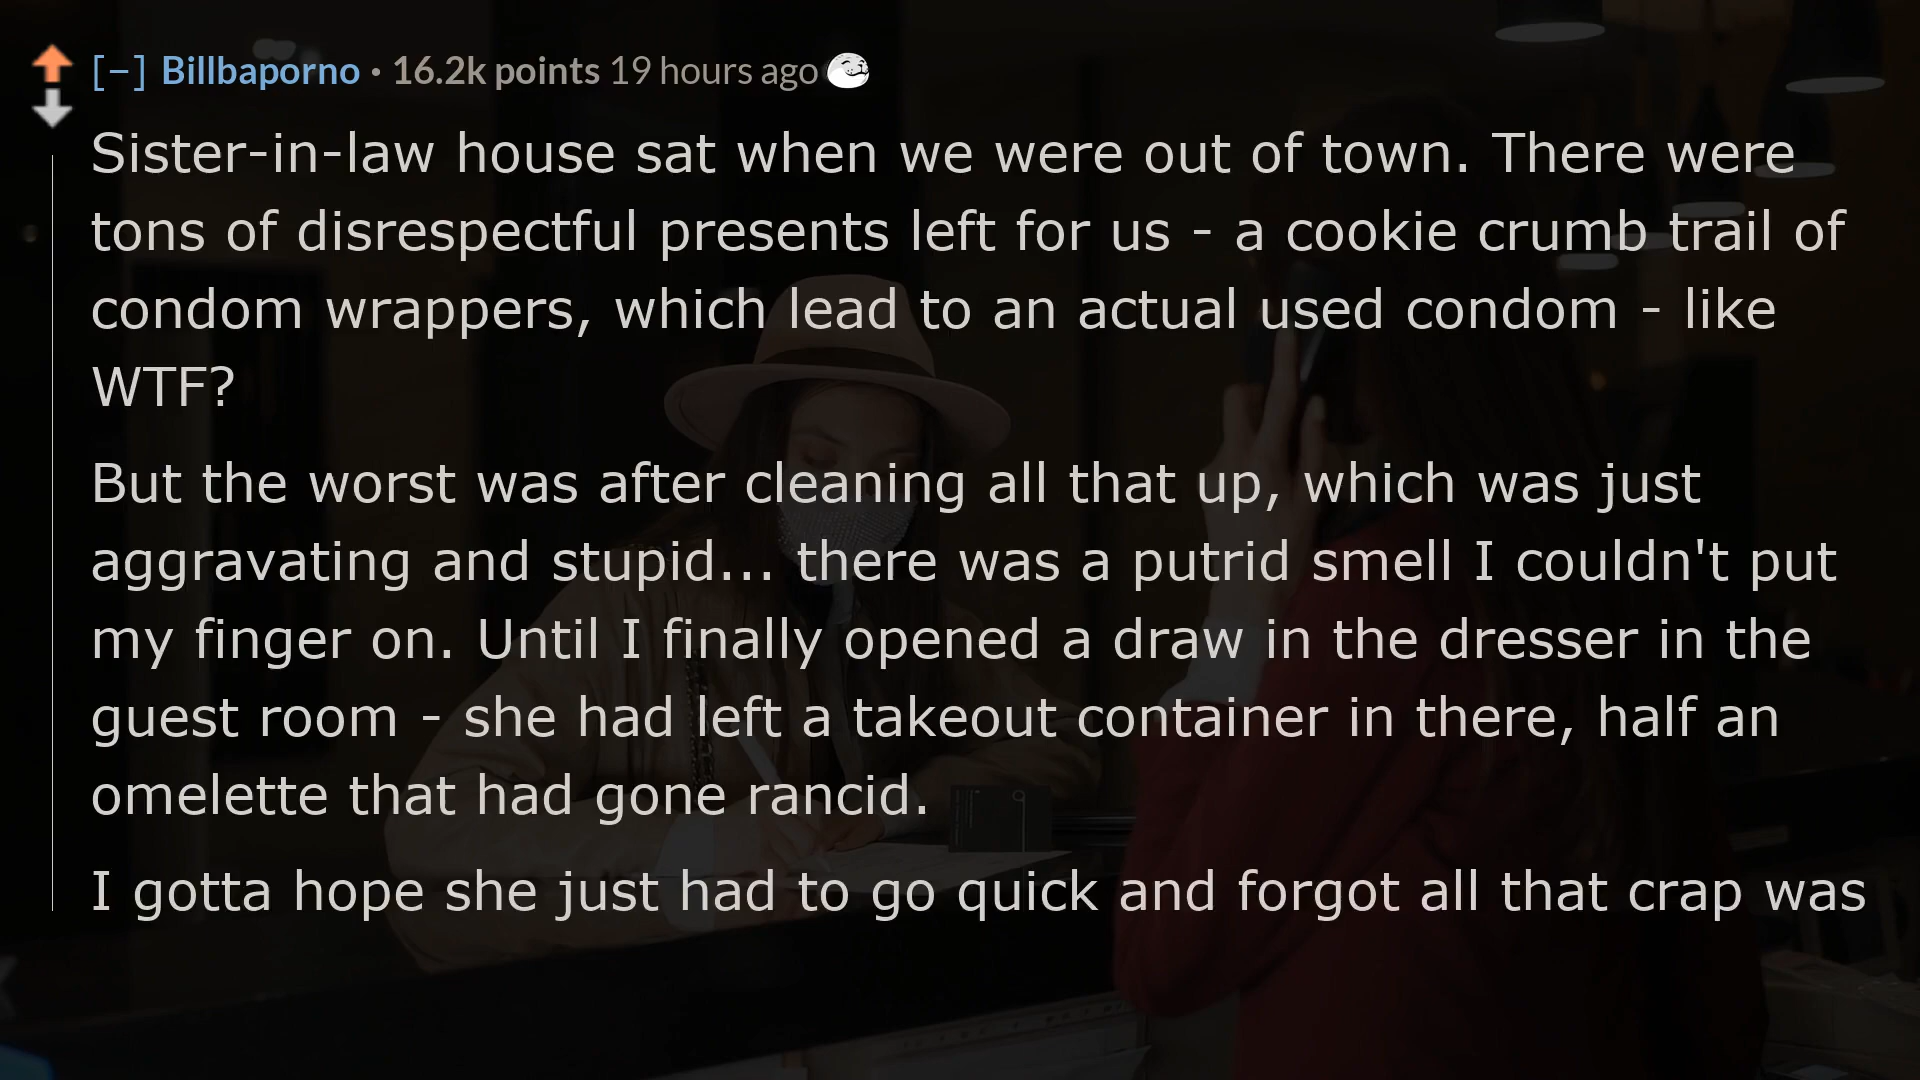 [–] Billbaporno • 16.2k points 19 hours ago
Sister-in-law house sat when we were out of town. There were
tons of disrespectful presents left for us - a cookie crumb trail of
condom wrappers, which lead to an actual used condom - like
WTF?
But the worst was after cleaning all that up, which was just
aggravating and stupid... there was a putrid smell I couldn't put
my finger on. Until I finally opened a draw in the dresser in the
guest room - she had left a takeout container in there, half an
omelette that had gone rancid.
I gotta hope she just had to go quick and forgot all that crap was